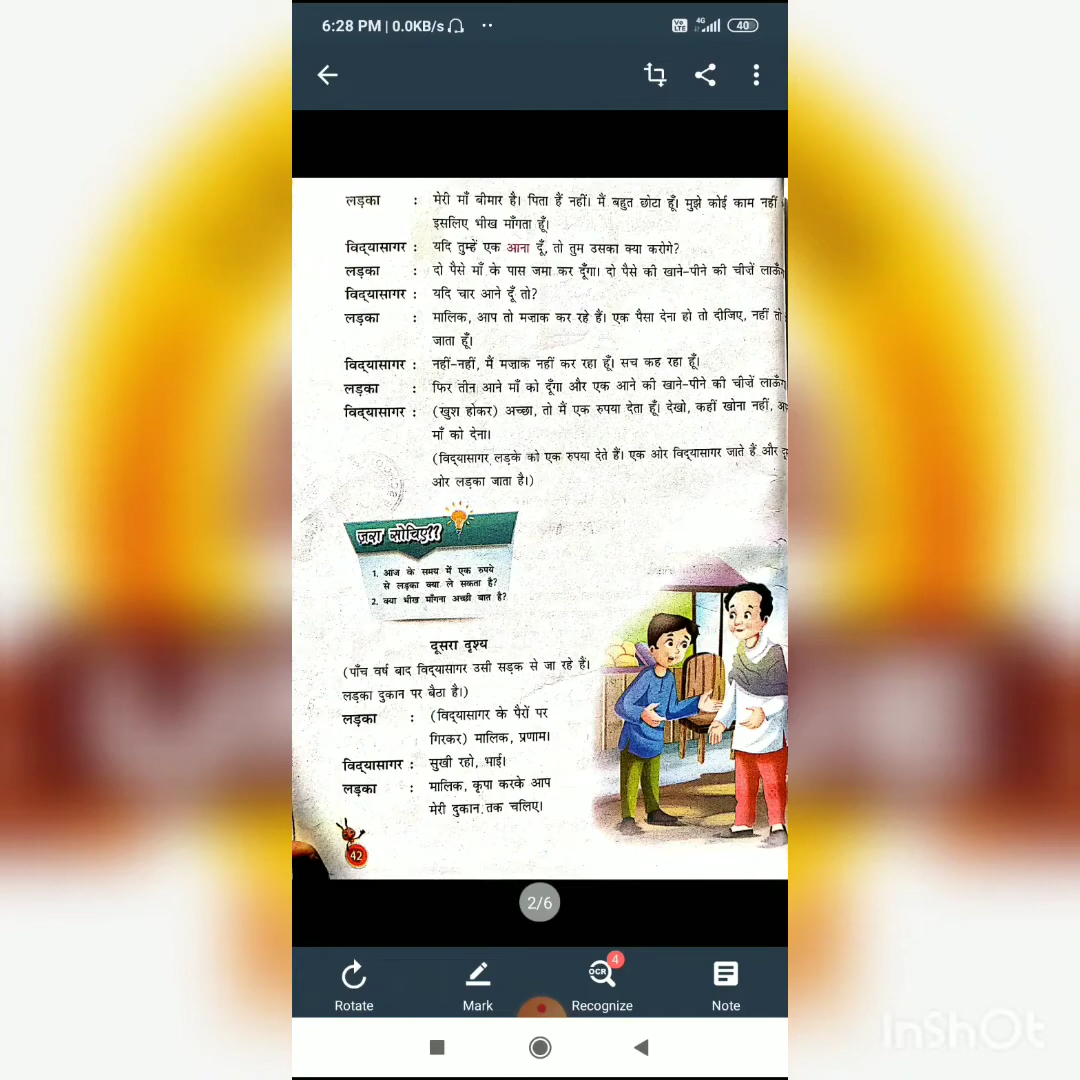 6:28 PM | 0.0KB/s
Vo LTE 4G 40
लड़का : मेरी माँ बीमार है। पिता हैं नहीं। मैं बहुत छोटा हूँ। मुझे कोई काम नहीं
इसलिए भीख माँगता हूँ।
विद्यासागर : यदि तुम्हें एक आना दूँ, तो तुम उसका क्या करोगे?
लड़का : दो पैसे माँ के पास जमा कर दूँगा। दो पैसे की खाने-पीने की चीज़ें लाऊँग
विद्यासागर : यदि चार आने दूँ तो?
लड़का : मालिक, आप तो मज़ाक कर रहे हैं। एक पैसा देना हो तो दीजिए, नहीं तो
जाता हूँ।
विद्यासागर : नहीं-नहीं, मैं मज़ाक नहीं कर रहा हूँ। सच कह रहा हूँ।
लड़का : फिर तीन आने माँ को दूँगा और एक आने की खाने-पीने की चीज़ें लाऊँग
विद्यासागर : (खुश होकर) अच्छा, तो मैं एक रुपया देता हूँ। देखो, कहीं खोना नहीं,
माँ को देना।
(विद्यासागर लड़के को एक रुपया देते हैं। एक ओर विद्यासागर जाते हैं और
ओर लड़का जाता है।)
ज़रा सोचिए!!
1. आज के समय में एक रुपये
से लड़का क्या ले सकता है?
2. क्या भीख माँगना अच्छी बात है?
दूसरा दृश्य
(पाँच वर्ष बाद विद्यासागर उसी सड़क से जा रहे हैं।
लड़का दुकान पर बैठा है।)
लड़का : (विद्यासागर के पैरों पर
गिरकर) मालिक, प्रणाम।
विद्यासागर : सुखी रहो, भाई।
लड़का : मालिक, कृपा करके आप
मेरी दुकान तक चलिए।
42
2/6
OCR 4
Rotate Mark Recognize Note
InShOt